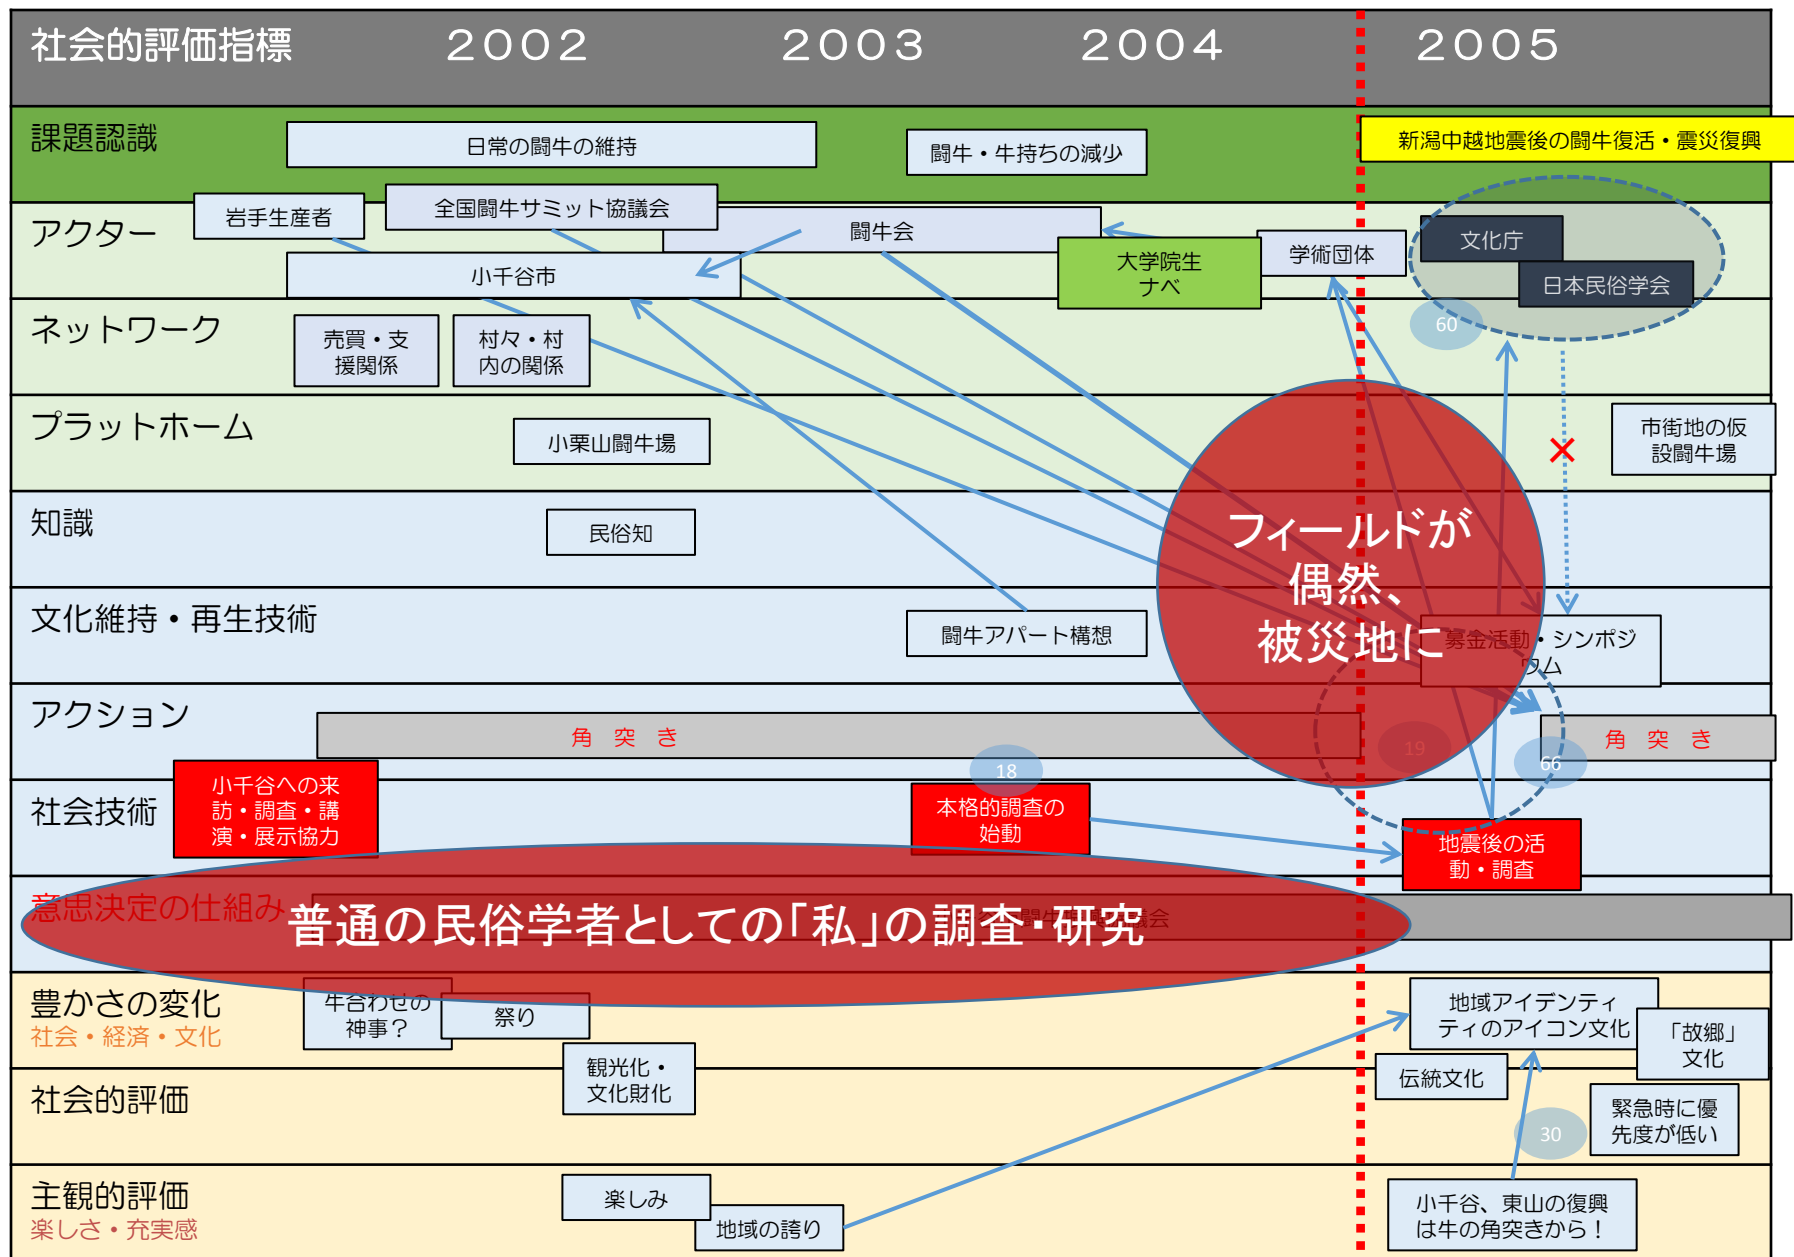 社会的評価指標
2002
2003
2004
2005
課題認識
日常の闘牛の維持
闘牛・牛持ちの減少
新潟中越地震後の闘牛復活・震災復興
アクター
岩手生産者
全国闘牛サミット協議会
闘牛会
小千谷市
大学院生
ナベ
学術団体
文化庁
日本民俗学会
ネットワーク
売買・支
援関係
村々・村
内の関係
60
プラットホーム
小栗山闘牛場
市街地の仮
設闘牛場
知識
民俗知
フィールドが
偶然、
被災地に
文化維持・再生技術
闘牛アパート構想
募金活動・シンポジ
ウム
アクション
角 突 き
19
66
角 突 き
18
社会技術
小千谷への来
訪・調査・講
演・展示協力
本格的調査の
始動
地震後の活
動・調査
意思決定の仕組み
普通の民俗学者としての「私」の調査・研究
議会
豊かさの変化
社会・経済・文化
牛合わせの
神事？
祭り
観光化・
文化財化
地域アイデンティ
ティのアイコン文化
「故郷」
文化
社会的評価
伝統文化
緊急時に優
先度が低い
30
主観的評価
楽しさ・充実感
楽しみ
地域の誇り
小千谷、東山の復興
は牛の角突きから！